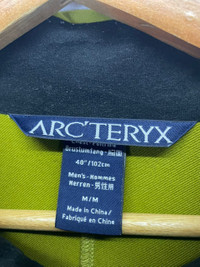 ARC'TERYX
40"/102cm
Men's-Hommes
Herren-男性用
M/M
Made in China/
Fabriqué en Chine